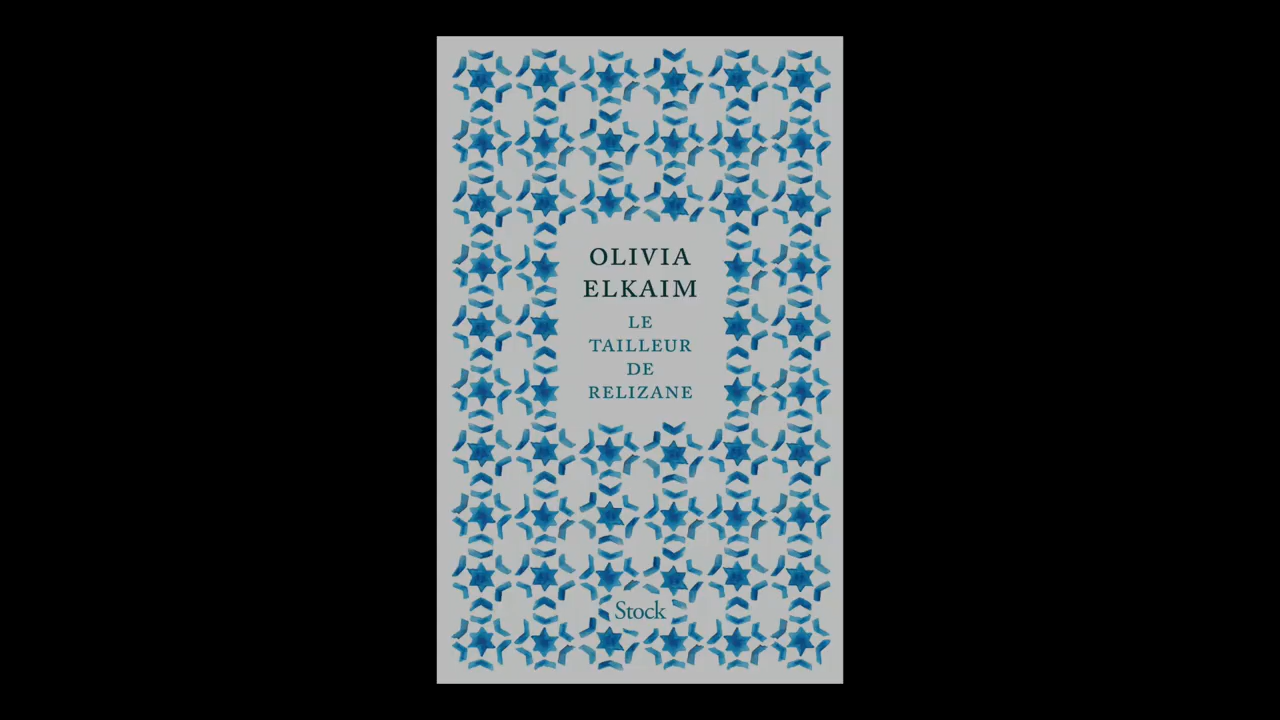 OLIVIA
ELKAIM
LE
TAILLEUR
DE
RELIZANE
Stock